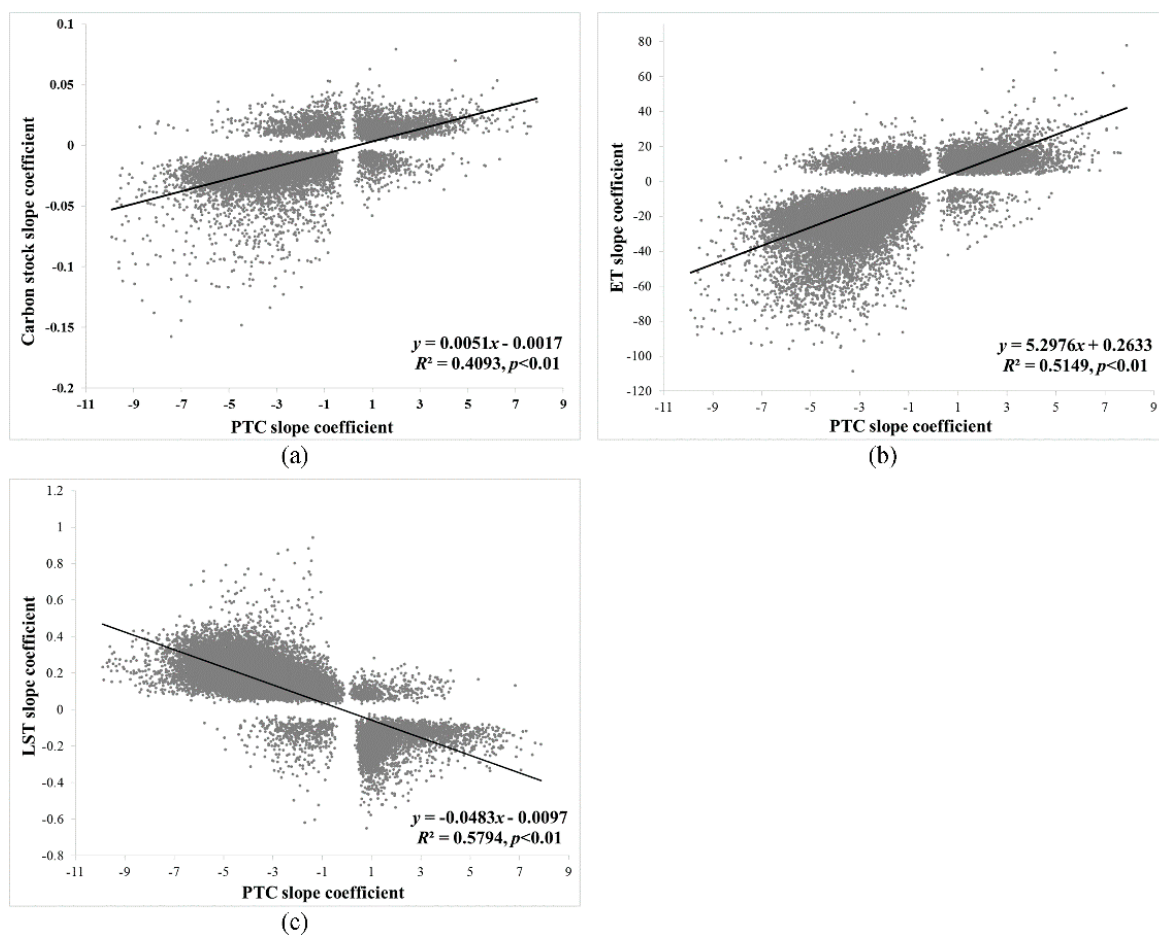 0.1
0.05
0
-0.05
-0.1
-0.15
-0.2
Carbon stock slope coefficient
y = 0.0051x - 0.0017
R² = 0.4093, p<0.01
-11 -9 -7 -5 -3 -1 1 3 5 7 9
PTC slope coefficient
(a)
80
60
40
20
0
-20
-40
-60
-80
-100
-120
ET slope coefficient
y = 5.2976x + 0.2633
R² = 0.5149, p<0.01
-11 -9 -7 -5 -3 -1 1 3 5 7 9
PTC slope coefficient
(b)
1.2
1
0.8
0.6
0.4
0.2
0
-0.2
-0.4
-0.6
-0.8
LST slope coefficient
y = -0.0483x - 0.0097
R² = 0.5794, p<0.01
-11 -9 -7 -5 -3 -1 1 3 5 7 9
PTC slope coefficient
(c)